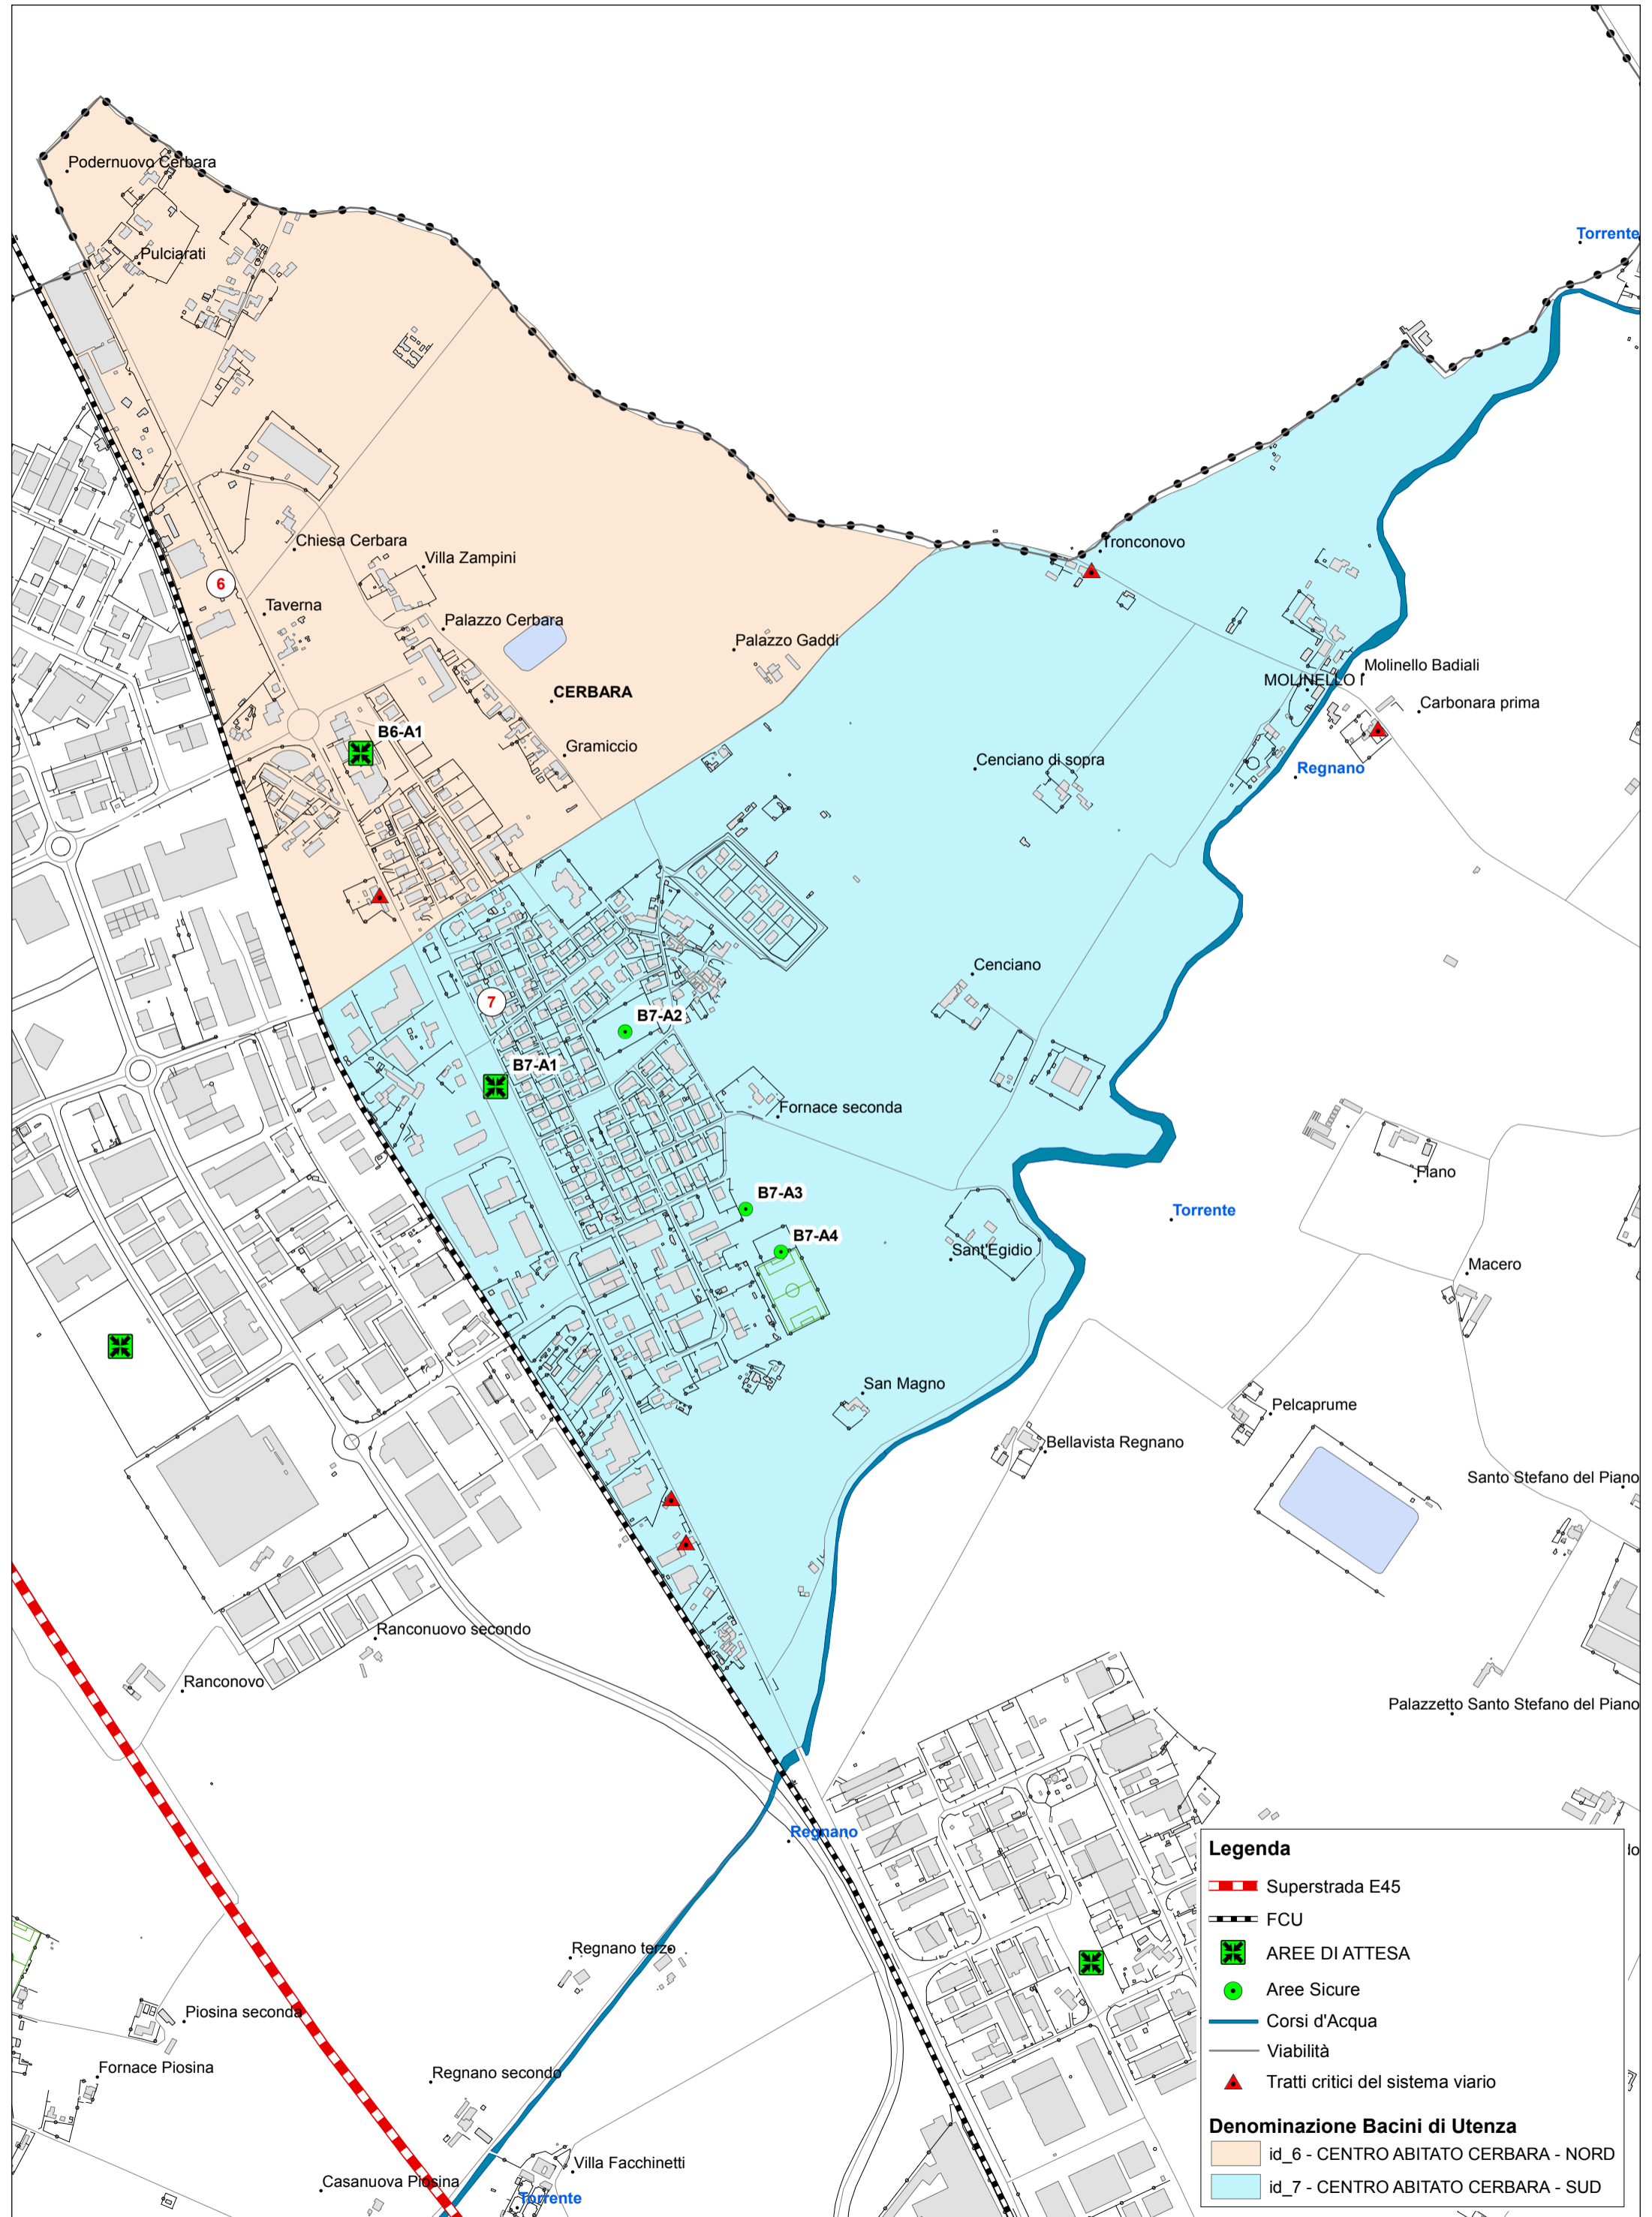 Podernuovo Cerbara
Torrente
Pulciarati
Chiesa Cerbara
Tronconovo
Villa Zampini
6
Taverna
Palazzo Cerbara
Palazzo Gaddi
Molinello Badiali
MOLINELLO I
CERBARA
Carbonara prima
B6-A1
Gramiccio
Cenciano di sopra
Regnano
Cenciano
7
B7-A2
B7-A1
Fornace seconda
Piano
B7-A3
Torrente
B7-A4
Sant'Egidio
Macero
San Magno
Pelcaprume
Bellavista Regnano
Santo Stefano del Piano
Ranconuovo secondo
Ranconovo
Palazzetto Santo Stefano del Piano
Regnano
Regnano terzo
Piosina seconda
Fornace Piosina
Regnano secondo
Villa Facchinetti
Casanuova Piosina
Torrente
Legenda
Superstrada E45
FCU
AREE DI ATTESA
Aree Sicure
Corsi d'Acqua
Viabilità
Tratti critici del sistema viario
Denominazione Bacini di Utenza
id_6 - CENTRO ABITATO CERBARA - NORD
id_7 - CENTRO ABITATO CERBARA - SUD